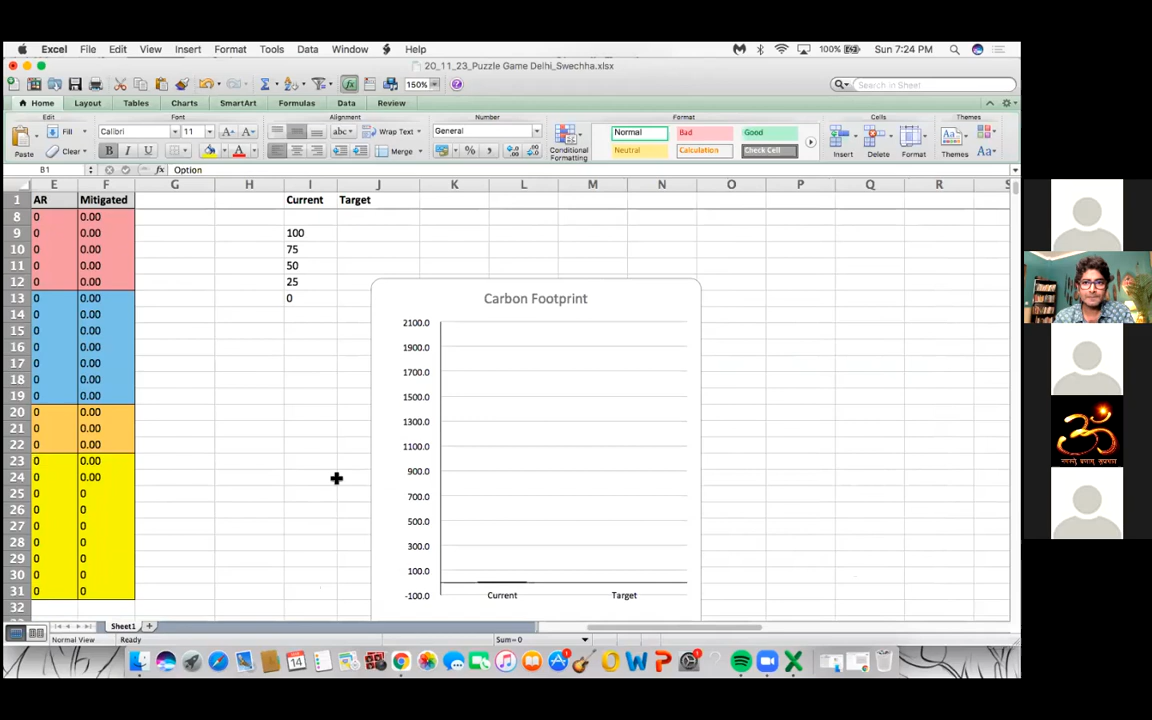 Excel File Edit View Insert Format Tools Data Window Help 100% Sun 7:24 PM
20_11_23_Puzzle Game Delhi_Swechha.xlsx
150% Search in Sheet
Home Layout Tables Charts SmartArt Formulas Data Review
Edit Font Alignment Number Format Cells Themes
Fill Calibri 11 abc Wrap Text General Normal Bad Good
Paste Clear B I U Merge % Conditional Formatting Neutral Calculation Check Cell Insert Delete Format Themes Aa
B1 fx Option
E F G H I J K L M N O P Q R S
1 AR Mitigated Current Target
8 0 0.00
9 0 0.00 100
10 0 0.00 75
11 0 0.00 50
12 0 0.00 25
13 0 0.00 0
14 0 0.00
15 0 0.00
16 0 0.00
17 0 0.00
18 0 0.00
19 0 0.00
20 0 0.00
21 0 0.00
22 0 0.00
23 0 0.00
24 0 0.00
25 0 0
26 0 0
27 0 0
28 0 0
29 0 0
30 0 0
31 0 0
32
Carbon Footprint
2100.0
1900.0
1700.0
1500.0
1300.0
1100.0
900.0
700.0
500.0
300.0
100.0
-100.0
Current Target
Sheet1
Normal View Ready Sum=0
14
ॐ